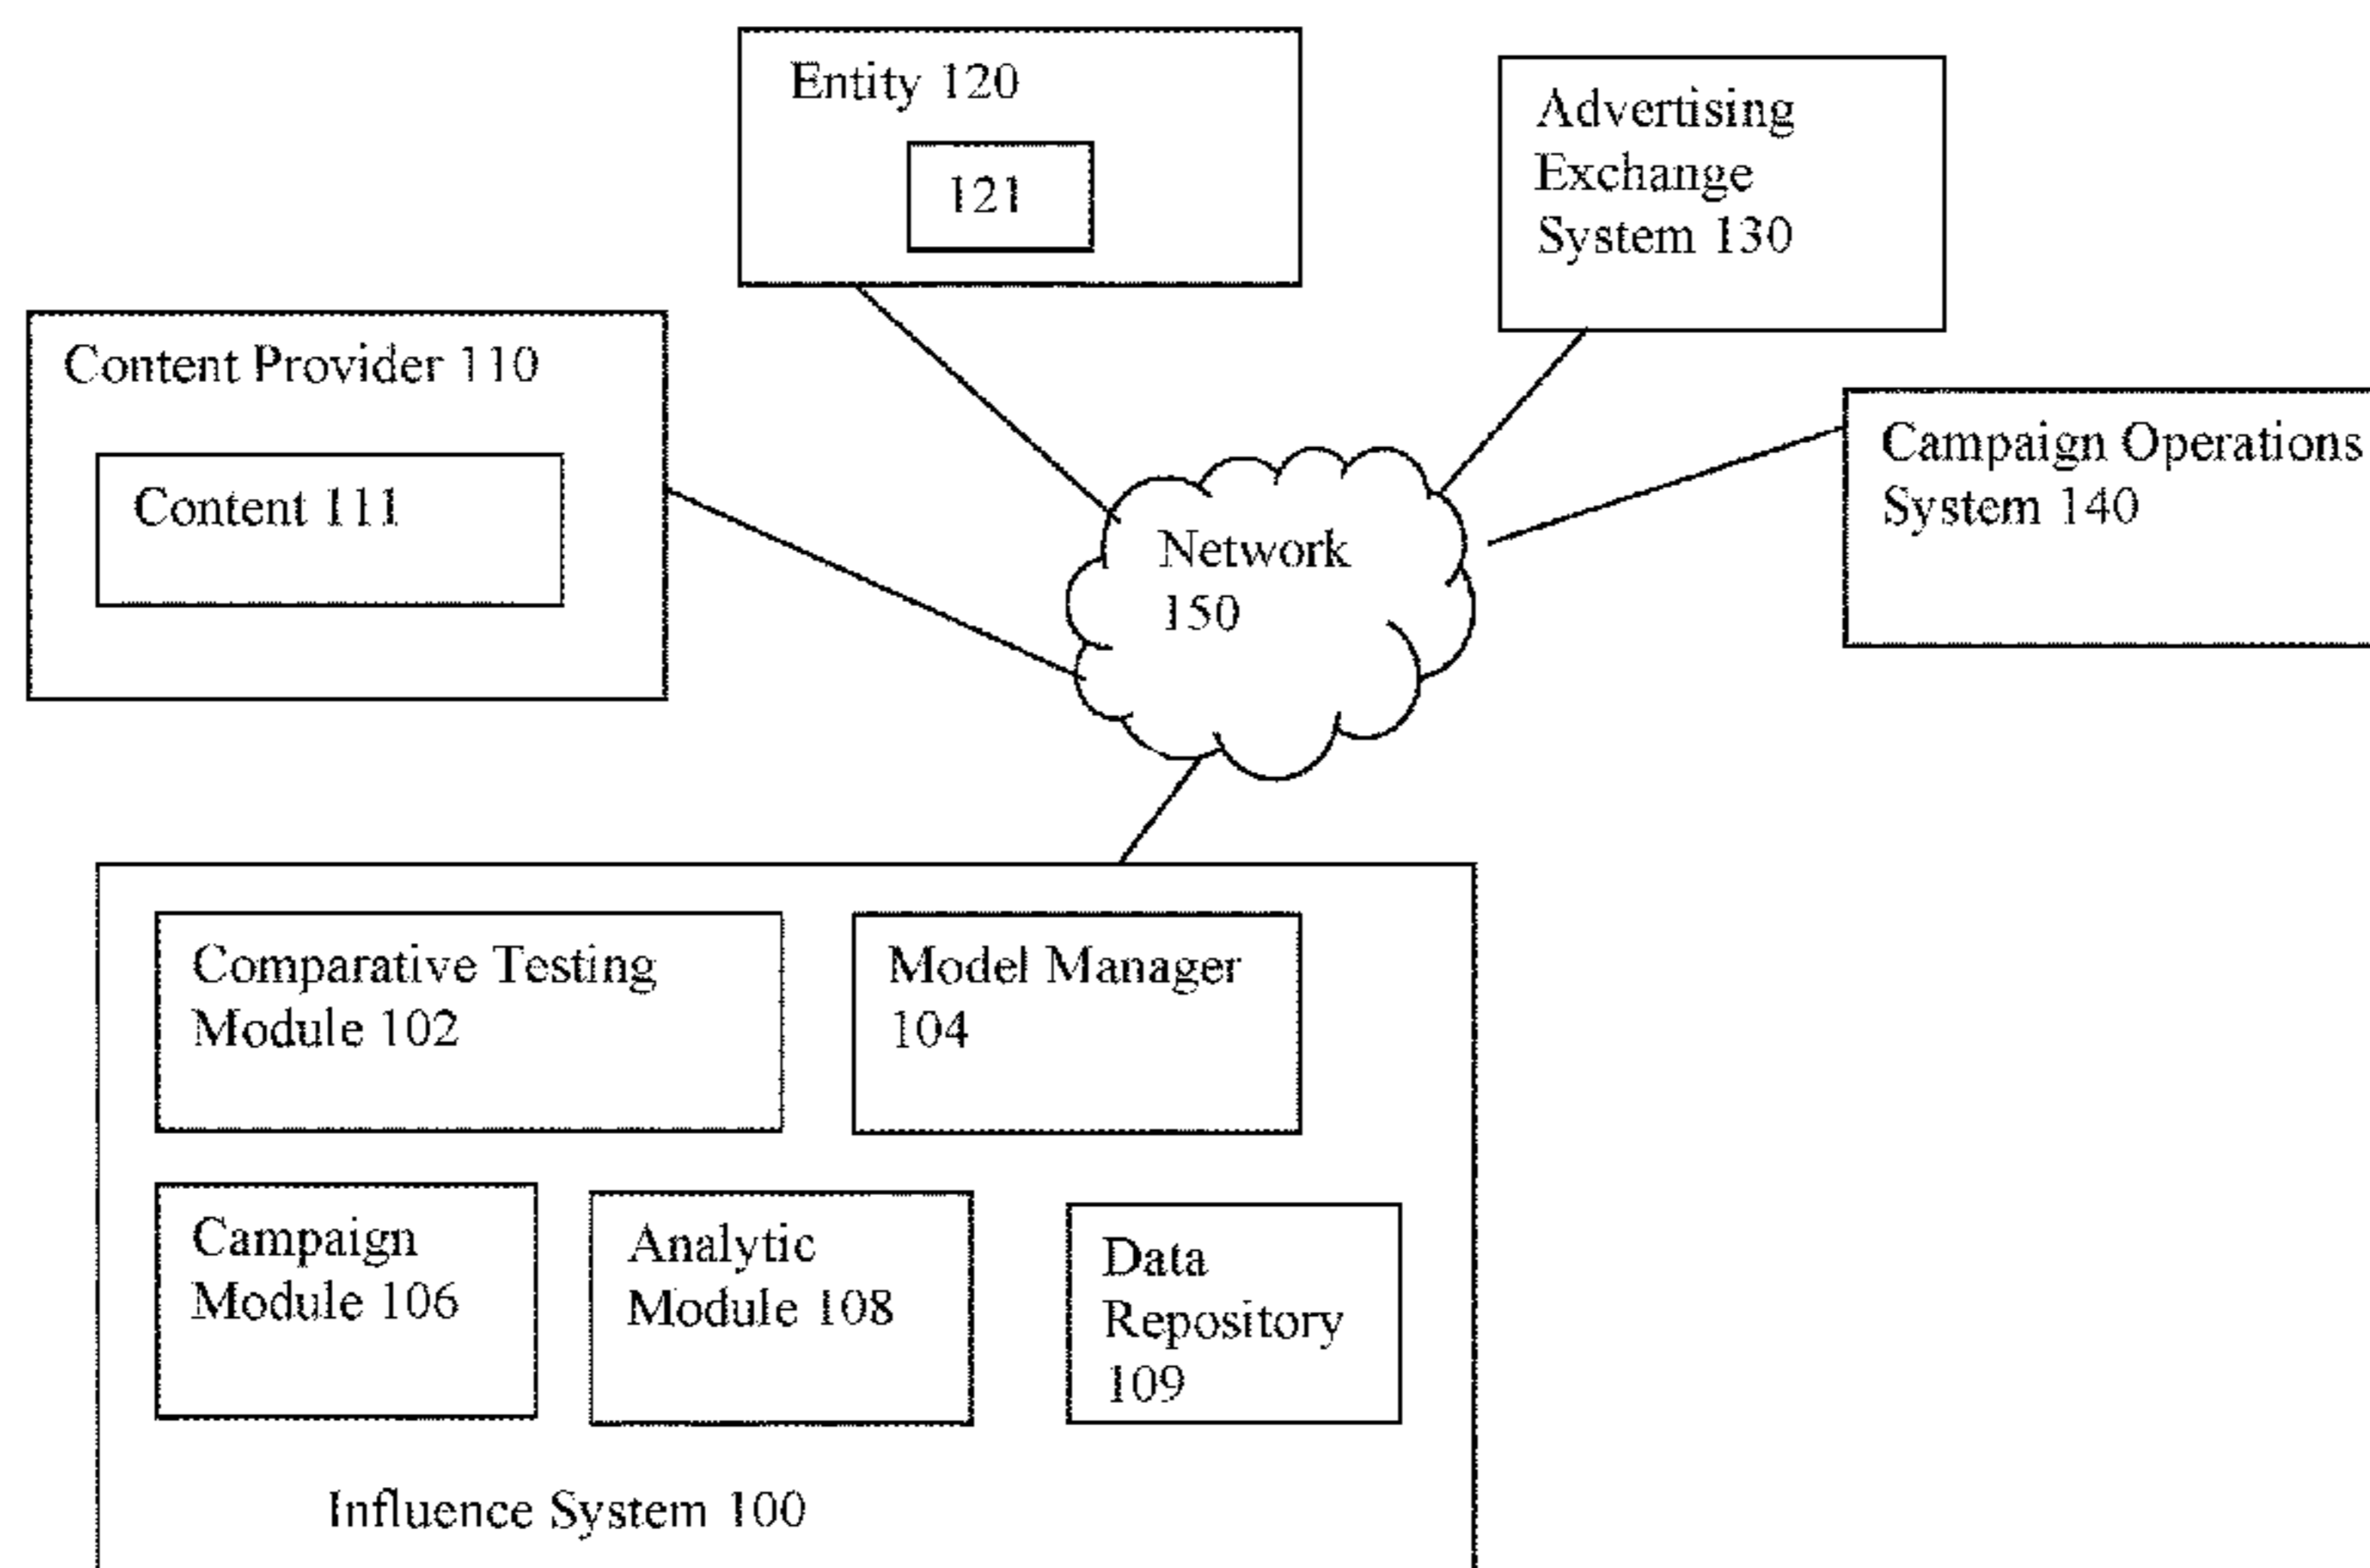 Entity 120
121
Advertising
Exchange
System 130
Content Provider 110
Content 111
Campaign Operations
System 140
Network
150
Comparative Testing
Module 102
Model Manager
104
Campaign
Module 106
Analytic
Module 108
Data
Repository
109
Influence System 100